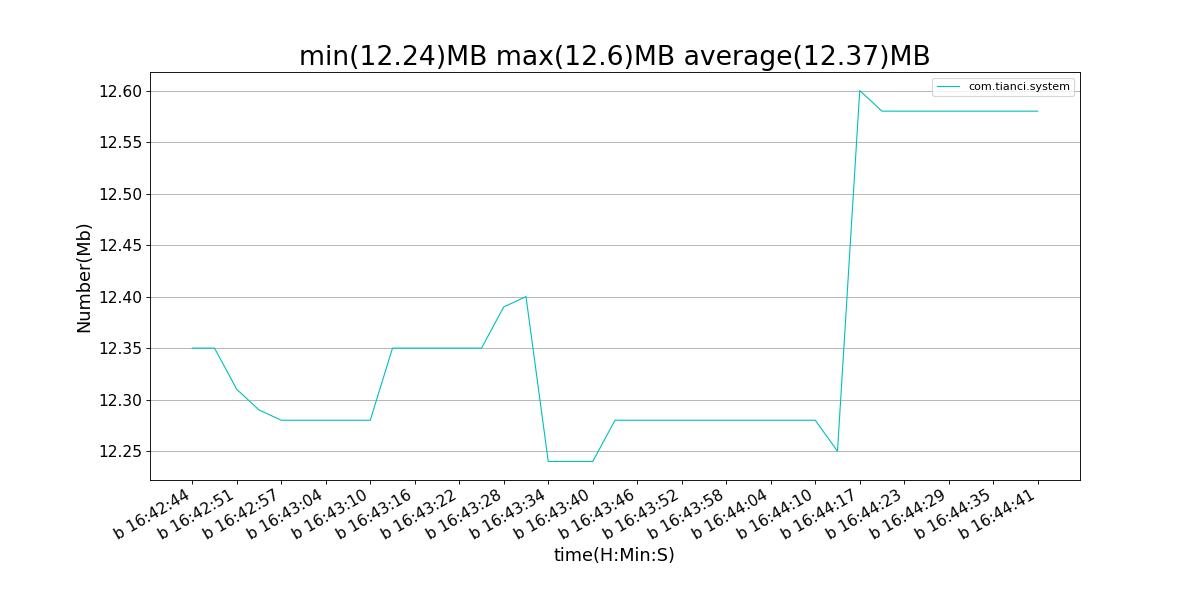 min(12.24)MB max(12.6)MB average(12.37)MB
com.tianci.system
12.60
12.55
12.50
12.45
12.40
12.35
12.30
12.25
Number(Mb)
b 16:42:44
b 16:42:51
b 16:42:57
b 16:43:04
b 16:43:10
b 16:43:16
b 16:43:22
b 16:43:28
b 16:43:34
b 16:43:40
b 16:43:46
b 16:43:52
b 16:43:58
b 16:44:04
b 16:44:10
b 16:44:17
b 16:44:23
b 16:44:29
b 16:44:35
b 16:44:41
time(H:Min:S)